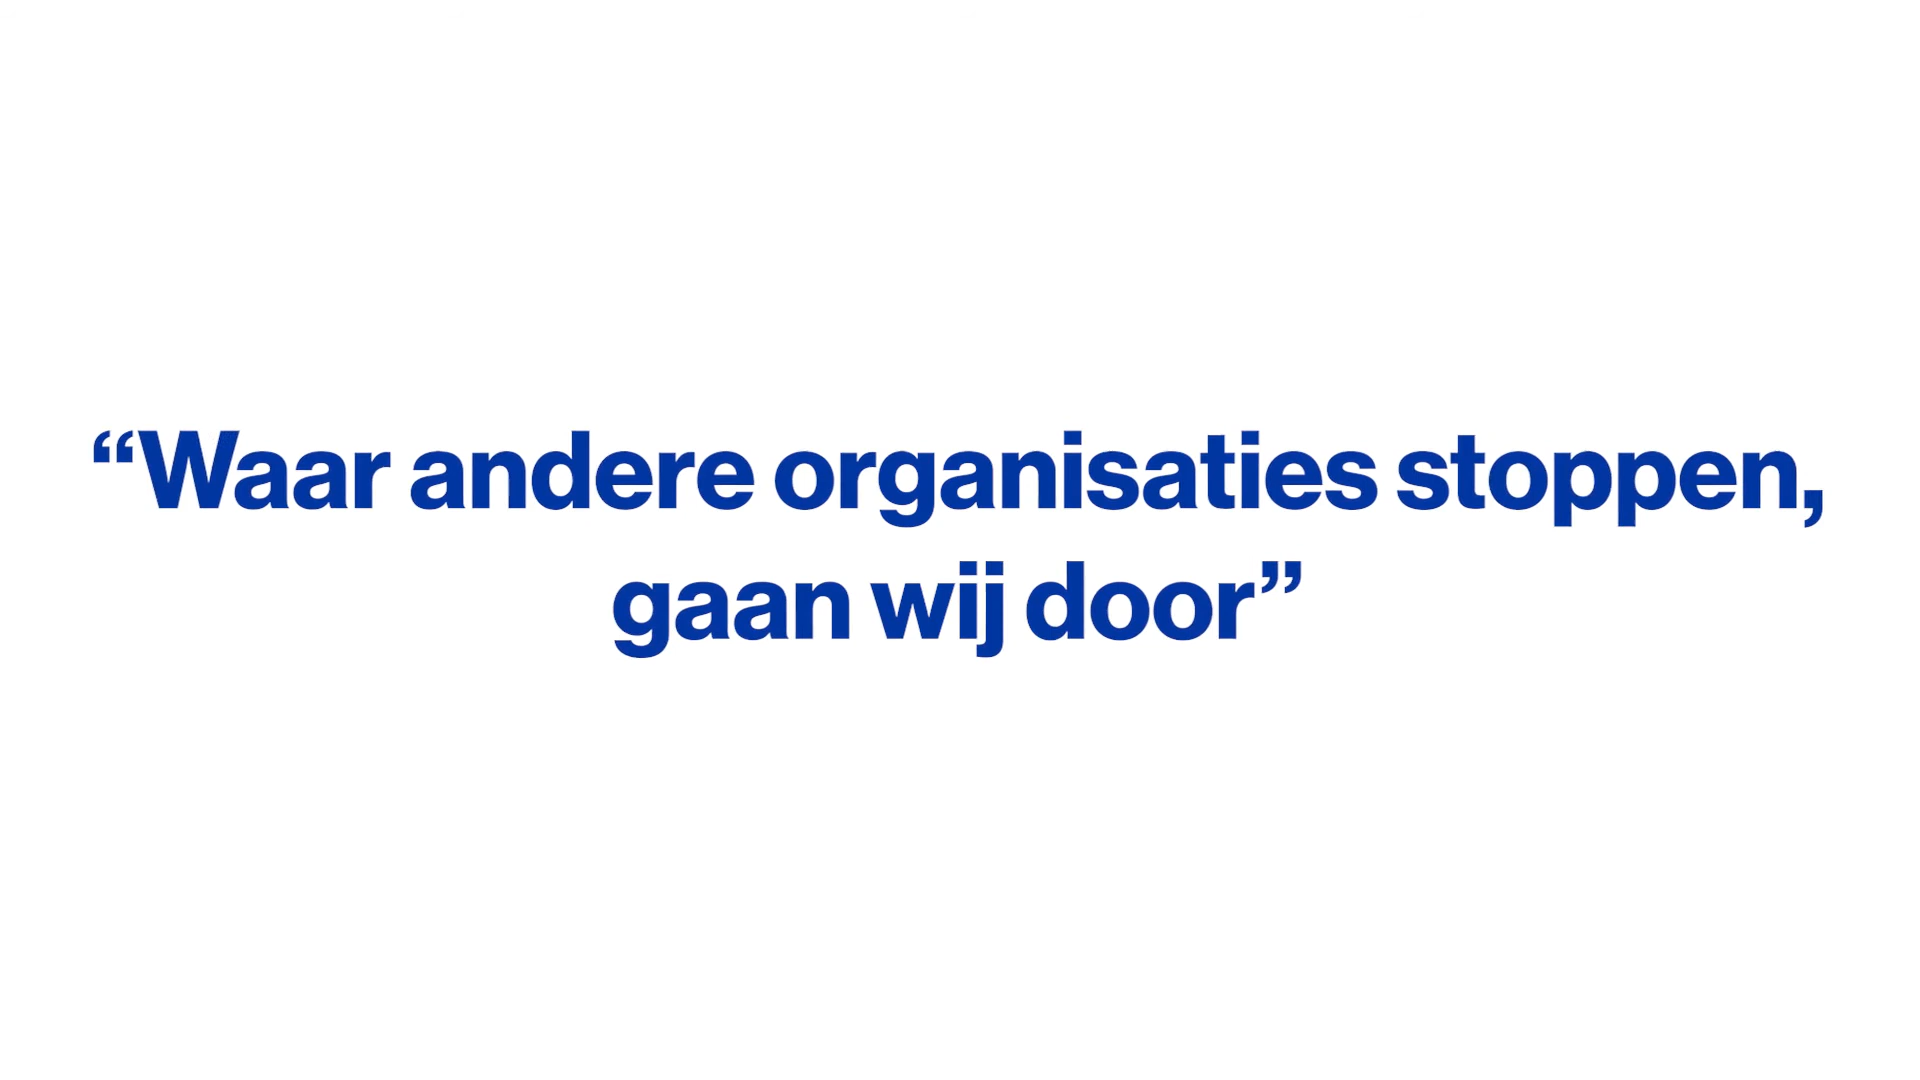 “Waar andere organisaties stoppen,
gaan wij door”